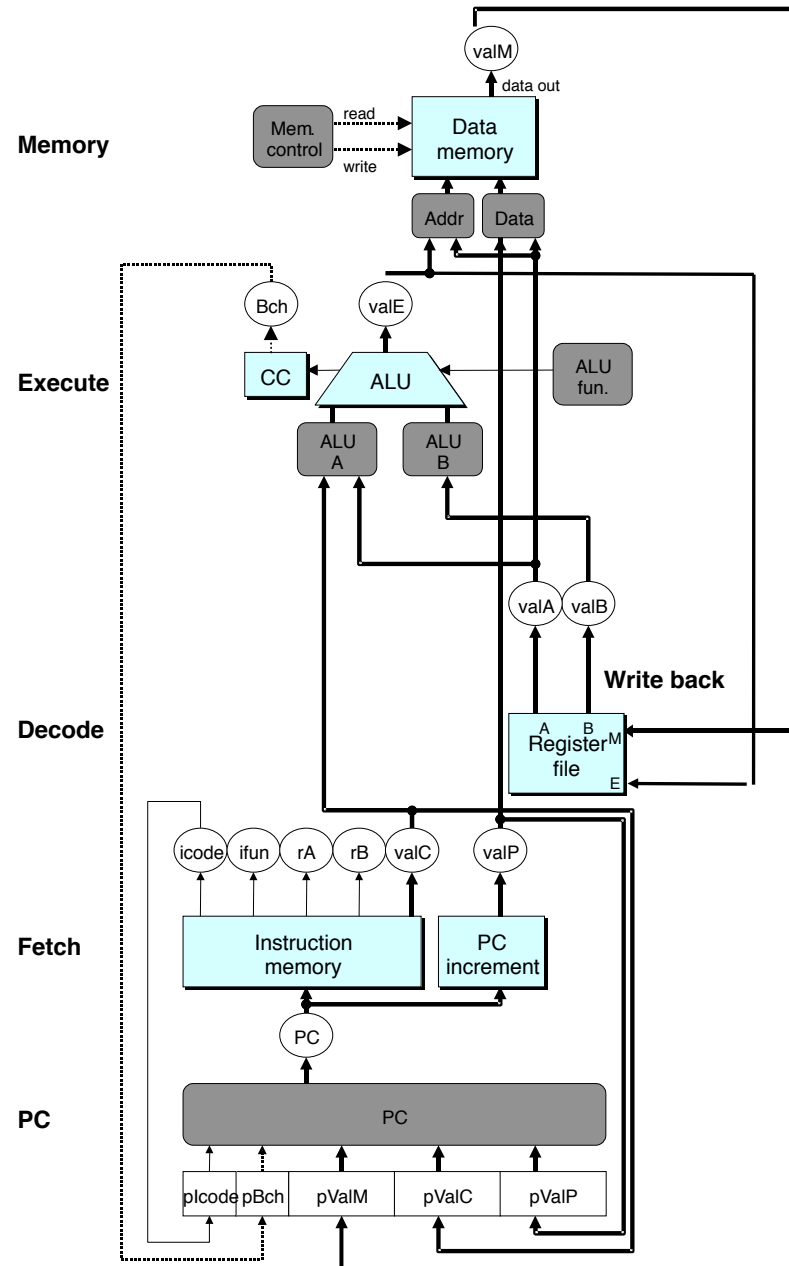 valM
data out
Memory
Mem.
control
read
write
Data
memory
Addr
Data
Bch
valE
Execute
CC
ALU
ALU
fun.
ALU
A
ALU
B
valA
valB
Write back
Decode
A
B
M
Register
file
E
icode
ifun
rA
rB
valC
valP
Fetch
Instruction
memory
PC
increment
PC
PC
PC
pIcode
pBch
pValM
pValC
pValP